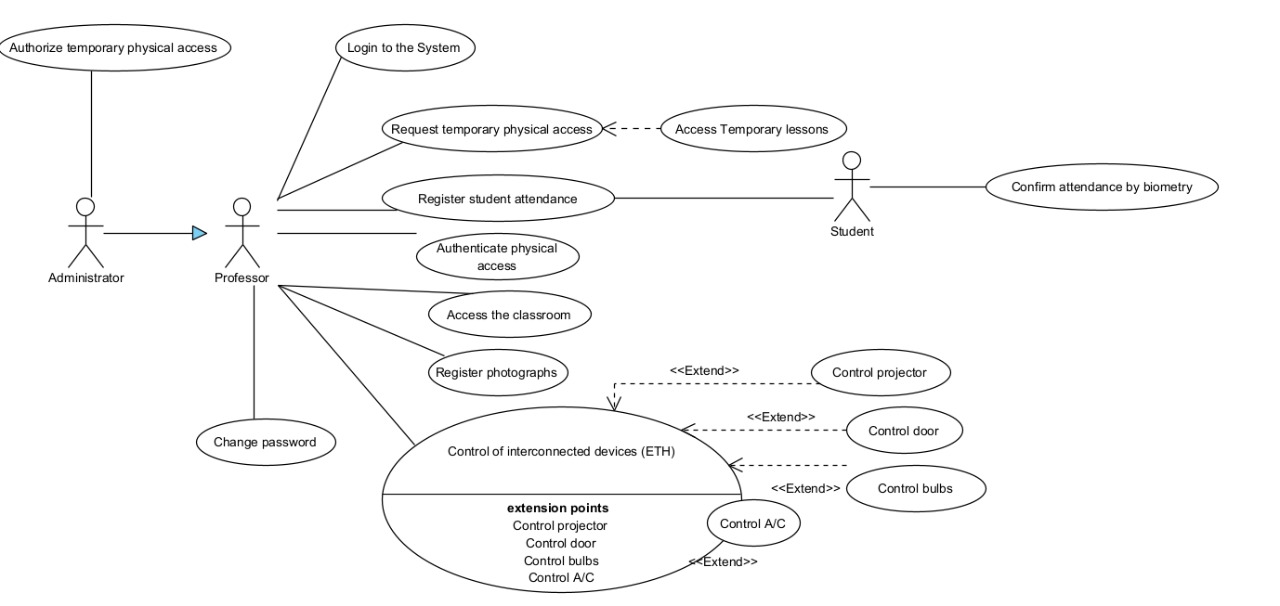 Authorize temporary physical access
Login to the System
Request temporary physical access
Access Temporary lessons
Register student attendance
Confirm attendance by biometry
Student
Administrator
Professor
Authenticate physical
access
Access the classroom
Register photographs
<<Extend>>
Control projector
<<Extend>>
Control door
Change password
Control of interconnected devices (ETH)
<<Extend>>
Control bulbs
extension points
Control projector
Control door
Control bulbs
Control A/C
Control A/C
<<Extend>>